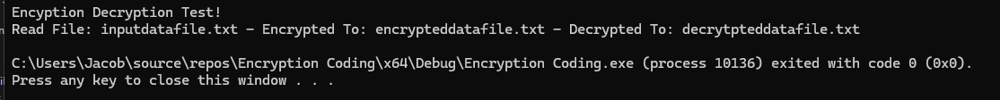 Encyption Decryption Test!
Read File: inputdatafile.txt - Encrypted To: encrypteddatafile.txt - Decrypted To: decrytpteddatafile.txt
C:\Users\Jacob\source\repos\Encryption Coding\x64\Debug\Encryption Coding.exe (process 10136) exited with code 0 (0x0).
Press any key to close this window . . .